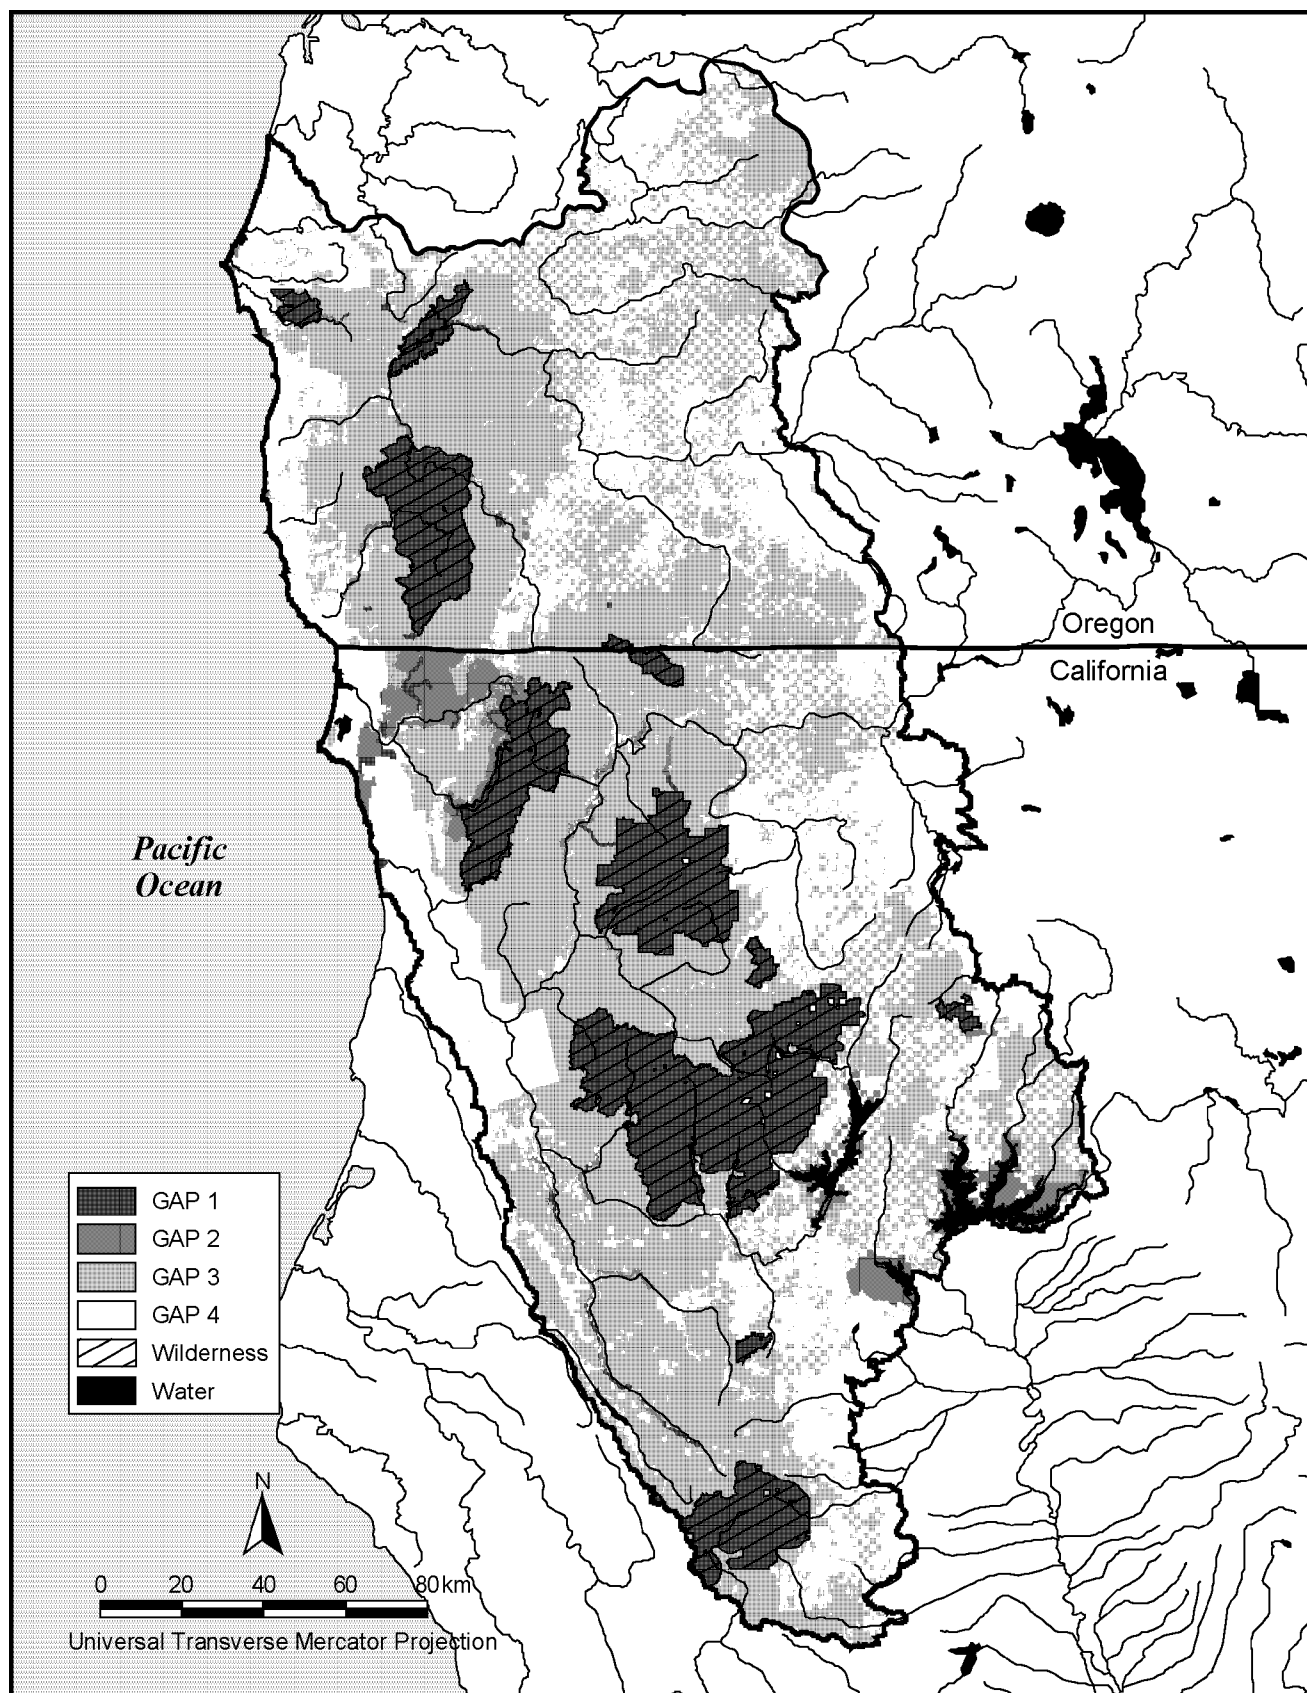 Oregon
California
Pacific
Ocean
GAP 1
GAP 2
GAP 3
GAP 4
Wilderness
Water
N
0 20 40 60 80 km
Universal Transverse Mercator Projection